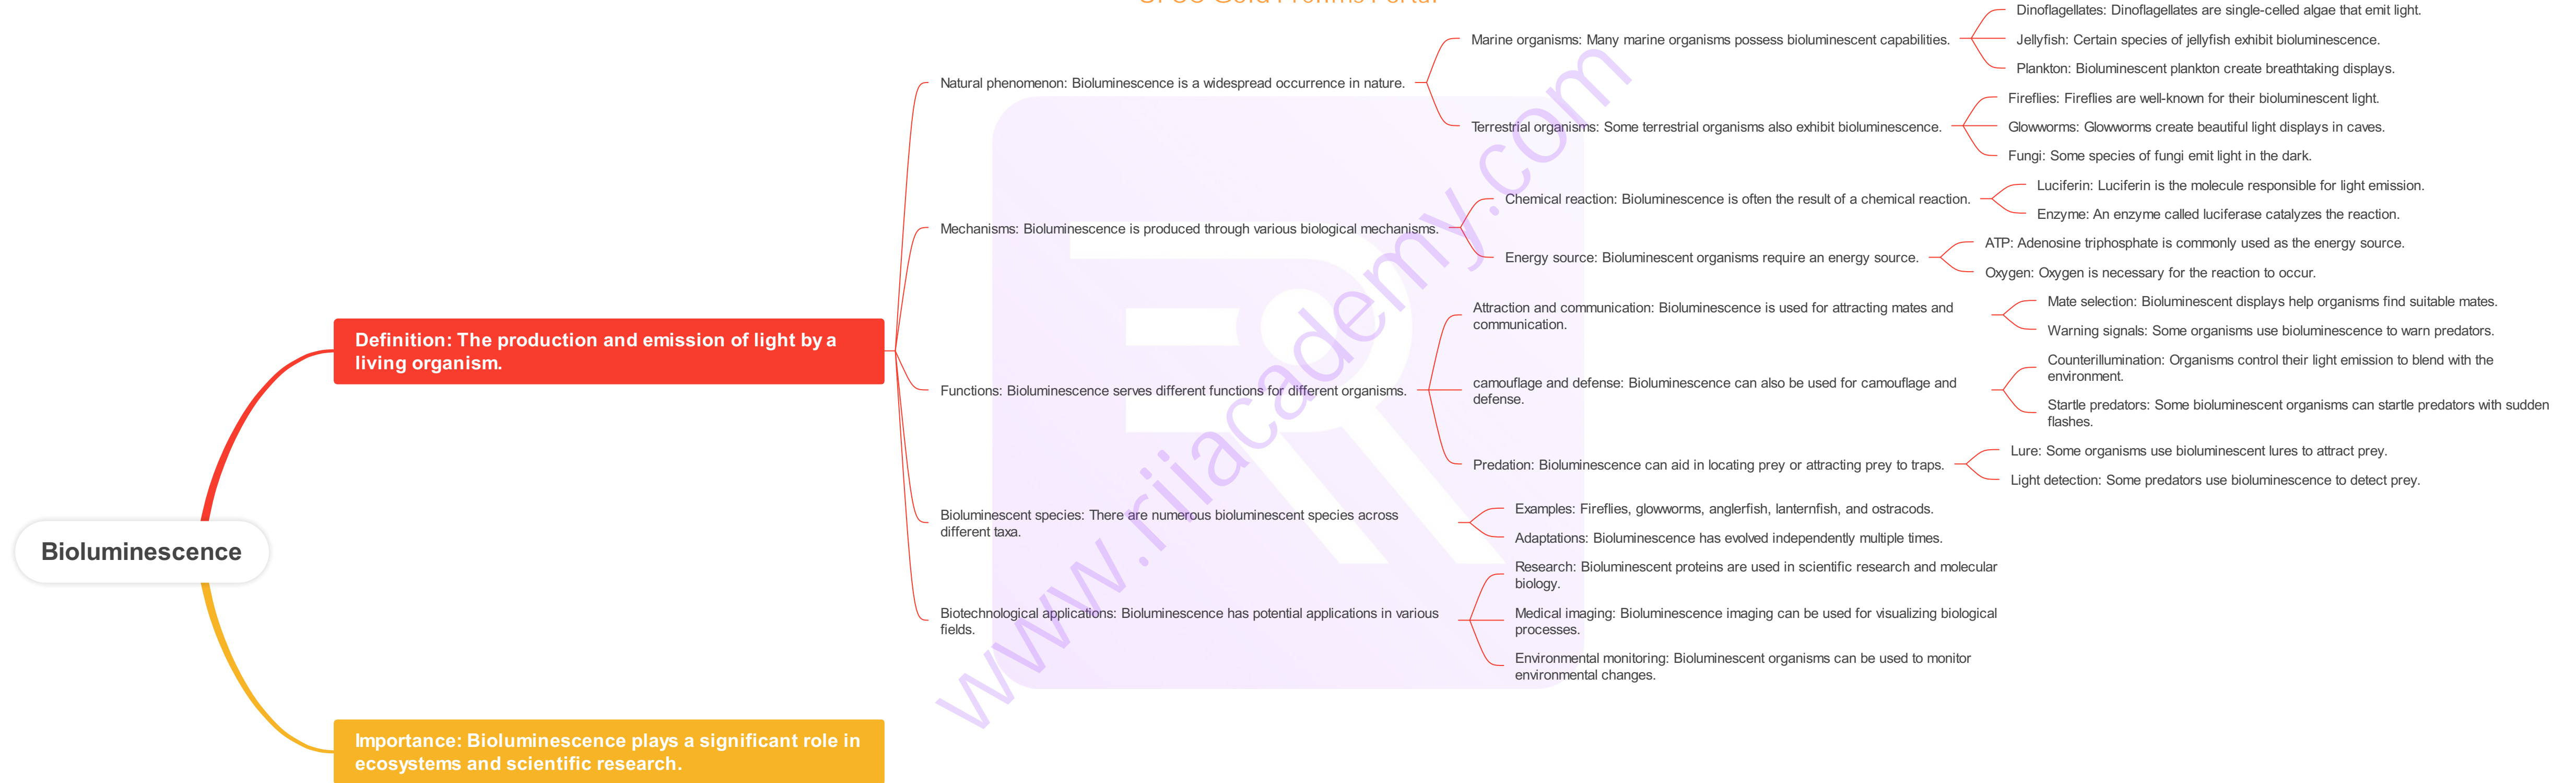 Dinoflagellates: Dinoflagellates are single-celled algae that emit light.
Marine organisms: Many marine organisms possess bioluminescent capabilities.
Jellyfish: Certain species of jellyfish exhibit bioluminescence.
Plankton: Bioluminescent plankton create breathtaking displays.
Natural phenomenon: Bioluminescence is a widespread occurrence in nature.
Fireflies: Fireflies are well-known for their bioluminescent light.
Terrestrial organisms: Some terrestrial organisms also exhibit bioluminescence.
Glowworms: Glowworms create beautiful light displays in caves.
Fungi: Some species of fungi emit light in the dark.
Luciferin: Luciferin is the molecule responsible for light emission.
Chemical reaction: Bioluminescence is often the result of a chemical reaction.
Enzyme: An enzyme called luciferase catalyzes the reaction.
Mechanisms: Bioluminescence is produced through various biological mechanisms.
ATP: Adenosine triphosphate is commonly used as the energy source.
Energy source: Bioluminescent organisms require an energy source.
Oxygen: Oxygen is necessary for the reaction to occur.
Definition: The production and emission of light by a
living organism.
Mate selection: Bioluminescent displays help organisms find suitable mates.
Attraction and communication: Bioluminescence is used for attracting mates and
communication.
Warning signals: Some organisms use bioluminescence to warn predators.
Functions: Bioluminescence serves different functions for different organisms.
Counterillumination: Organisms control their light emission to blend with the
environment.
camouflage and defense: Bioluminescence can also be used for camouflage and
defense.
Startle predators: Some bioluminescent organisms can startle predators with sudden
flashes.
Lure: Some organisms use bioluminescent lures to attract prey.
Predation: Bioluminescence can aid in locating prey or attracting prey to traps.
Light detection: Some predators use bioluminescence to detect prey.
Bioluminescent species: There are numerous bioluminescent species across
different taxa.
Examples: Fireflies, glowworms, anglerfish, lanternfish, and ostracods.
Adaptations: Bioluminescence has evolved independently multiple times.
Bioluminescence
Research: Bioluminescent proteins are used in scientific research and molecular
biology.
Biotechnological applications: Bioluminescence has potential applications in various
fields.
Medical imaging: Bioluminescence imaging can be used for visualizing biological
processes.
Environmental monitoring: Bioluminescent organisms can be used to monitor
environmental changes.
Importance: Bioluminescence plays a significant role in
ecosystems and scientific research.
www.riiacademy.com